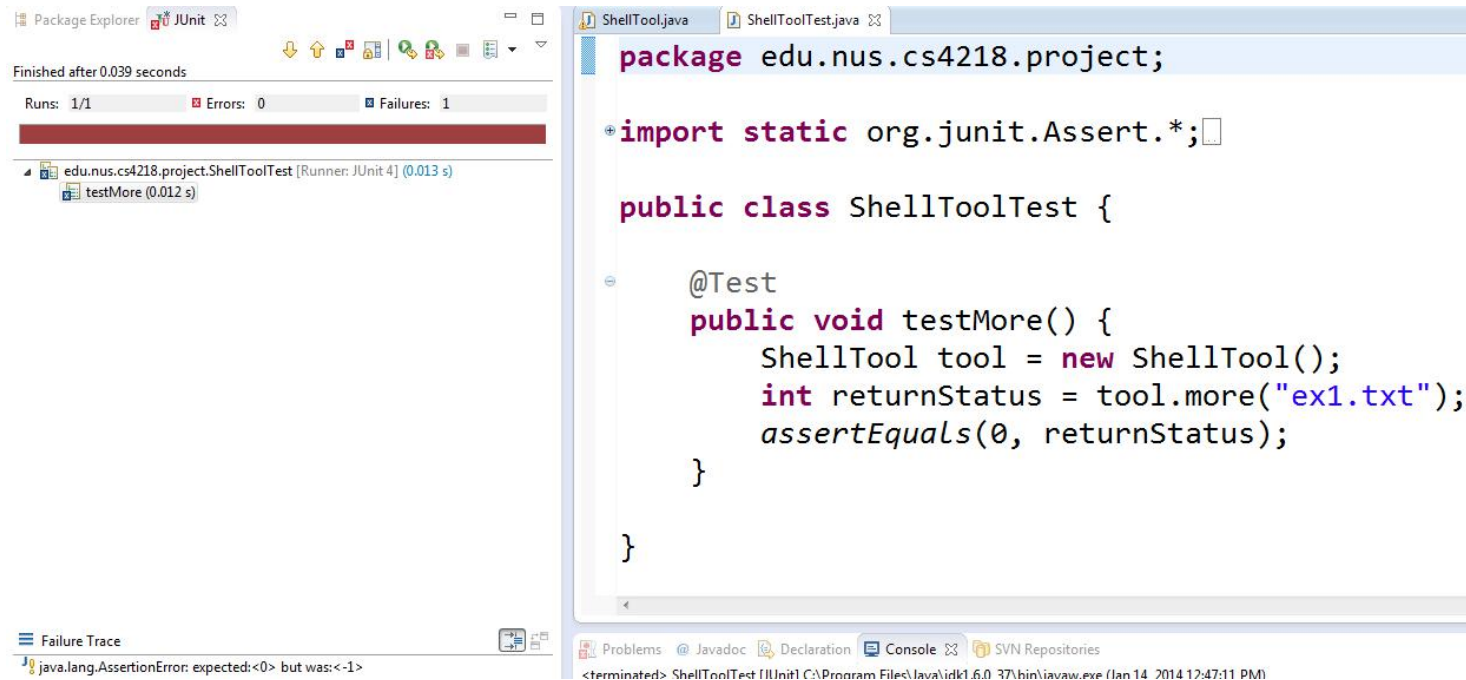 Package Explorer JUnit
Finished after 0.039 seconds
Runs: 1/1 Errors: 0 Failures: 1
edu.nus.cs4218.project.ShellToolTest [Runner: JUnit 4] (0.013 s)
testMore (0.012 s)
Failure Trace
java.lang.AssertionError: expected:<0> but was:<-1>
ShellTool.java ShellToolTest.java
package edu.nus.cs4218.project;
import static org.junit.Assert.*;
public class ShellToolTest {
@Test
public void testMore() {
ShellTool tool = new ShellTool();
int returnStatus = tool.more("ex1.txt");
assertEquals(0, returnStatus);
}
}
Problems @ Javadoc Declaration Console SVN Repositories
<terminated> ShellToolTest [JUnit] C:\Program Files\Java\jdk1.6.0_37\bin\javaw.exe (Jan 14, 2014 12:47:11 PM)